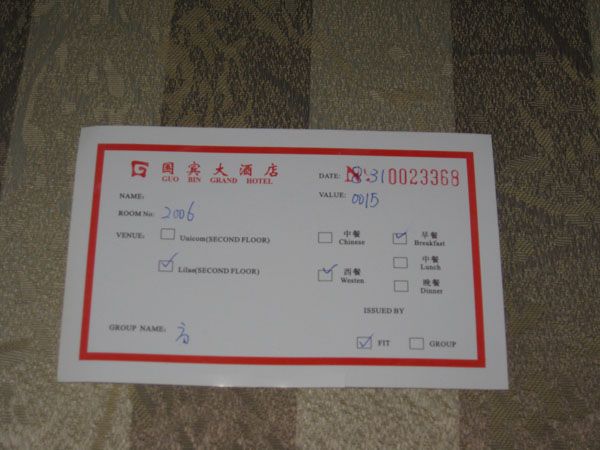 国宾大酒店
GUO BIN GRAND HOTEL
DATE: 8.31 0023368
NAME:
VALUE: 0015
ROOM No: 2006
VENUE: Unicom(SECOND FLOOR)
中餐 早餐
Chinese Breakfast
Lilas(SECOND FLOOR)
西餐 中餐
Westen Lunch
晚餐
Dinner
ISSUED BY
GROUP NAME:
FIT GROUP